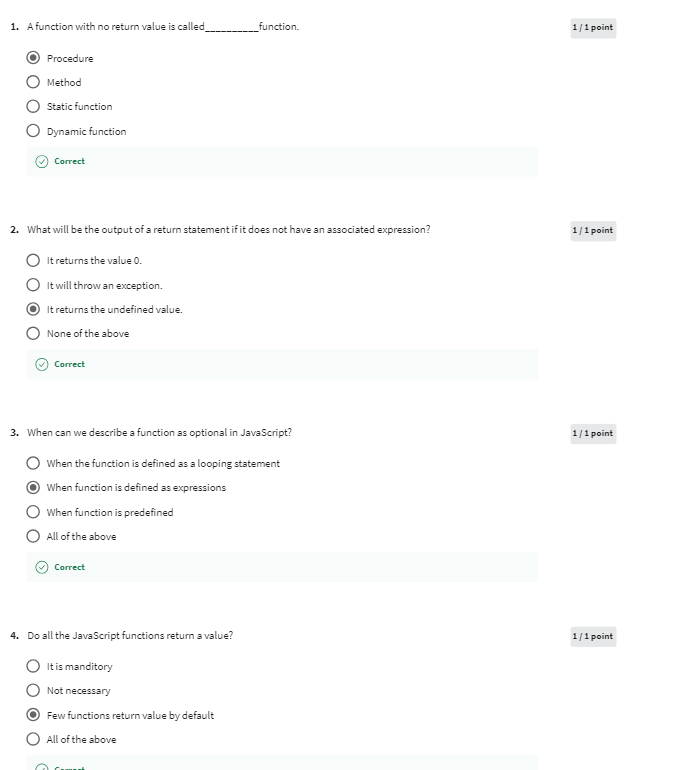 1. A function with no return value is called__________function.
1 / 1 point
Procedure
Method
Static function
Dynamic function
Correct
2. What will be the output of a return statement if it does not have an associated expression?
1 / 1 point
It returns the value 0.
It will throw an exception.
It returns the undefined value.
None of the above
Correct
3. When can we describe a function as optional in JavaScript?
1 / 1 point
When the function is defined as a looping statement
When function is defined as expressions
When function is predefined
All of the above
Correct
4. Do all the JavaScript functions return a value?
1 / 1 point
It is manditory
Not necessary
Few functions return value by default
All of the above
Correct